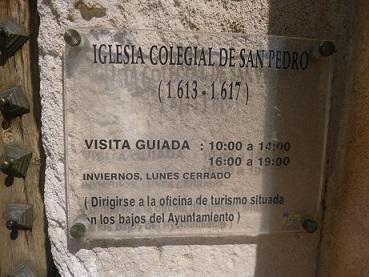 IGLESIA COLEGIAL DE SAN PEDRO
( 1.613 - 1.617 )
VISITA GUIADA : 10:00 a 14:00
16:00 a 19:00
INVIERNOS, LUNES CERRADO
( Dirigirse a la oficina de turismo situada
en los bajos del Ayuntamiento )